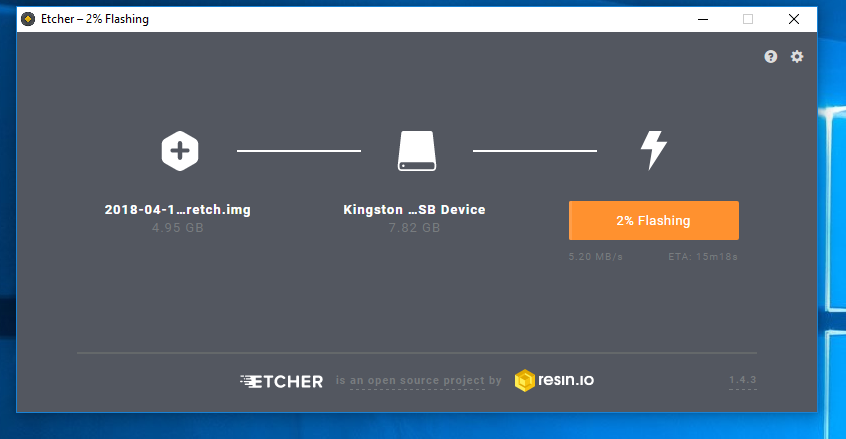 Etcher – 2% Flashing
2018-04-1...retch.img
4.95 GB
Kingston ...SB Device
7.82 GB
2% Flashing
5.20 MB/s
ETA: 15m18s
ETCHER is an open source project by resin.io
1.4.3